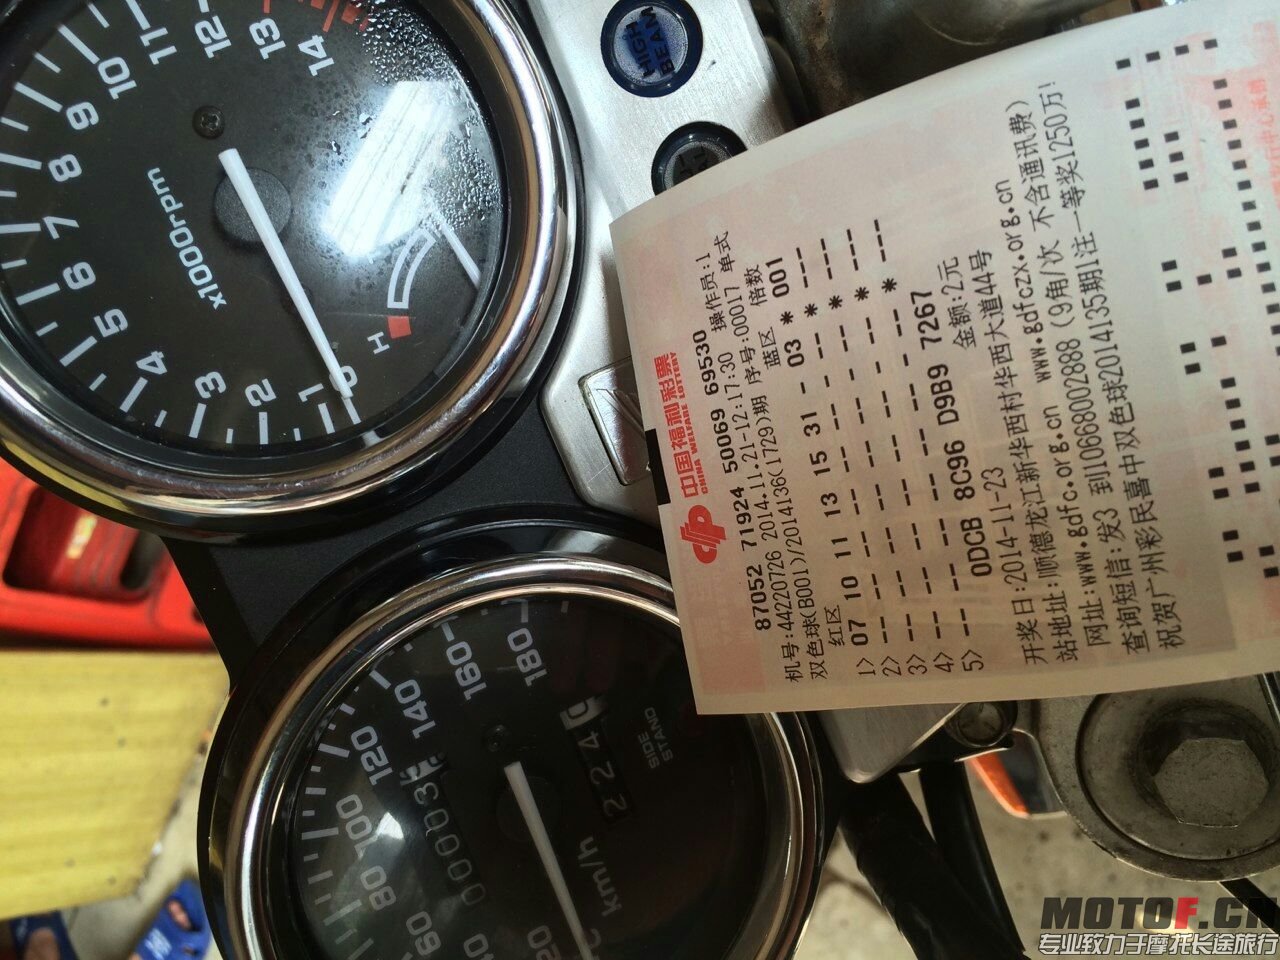 中国福利彩票
CHINA WELFARE LOTTERY
87052 71924 50069 69530
机号:44220726 2014.11.21-12:17:30 操作员:1
双色球(B001)/2014136(1729)期 序号:00017 单式
红区 蓝区 倍数
1> 07 10 11 13 15 31 - 03 * 001
2> -- -- -- -- -- -- - -- * ---
3> -- -- -- -- -- -- - -- * ---
4> -- -- -- -- -- -- - -- * ---
5> -- -- -- -- -- -- - -- * ---
0DCB 8C96 D9B9 7267
开奖日:2014-11-23 金额:2元
站地址:顺德龙江新华西村华西大道44号
网址:www.gdfc.org.cn www.gdfczx.org.cn
查询短信:发3 到10668002888 (9角/次 不含通讯费)
祝贺广州彩民喜中双色球2014135期1注一等奖1250万!
HIGH
BEAM
14
13
12
11
10
9
8
7
6
5
4
3
2
1
0
x1000rpm
H
180
160
140
120
100
80
60
km/h
SIDE
STAND
MOTOF.CN
专业致力于摩托长途旅行